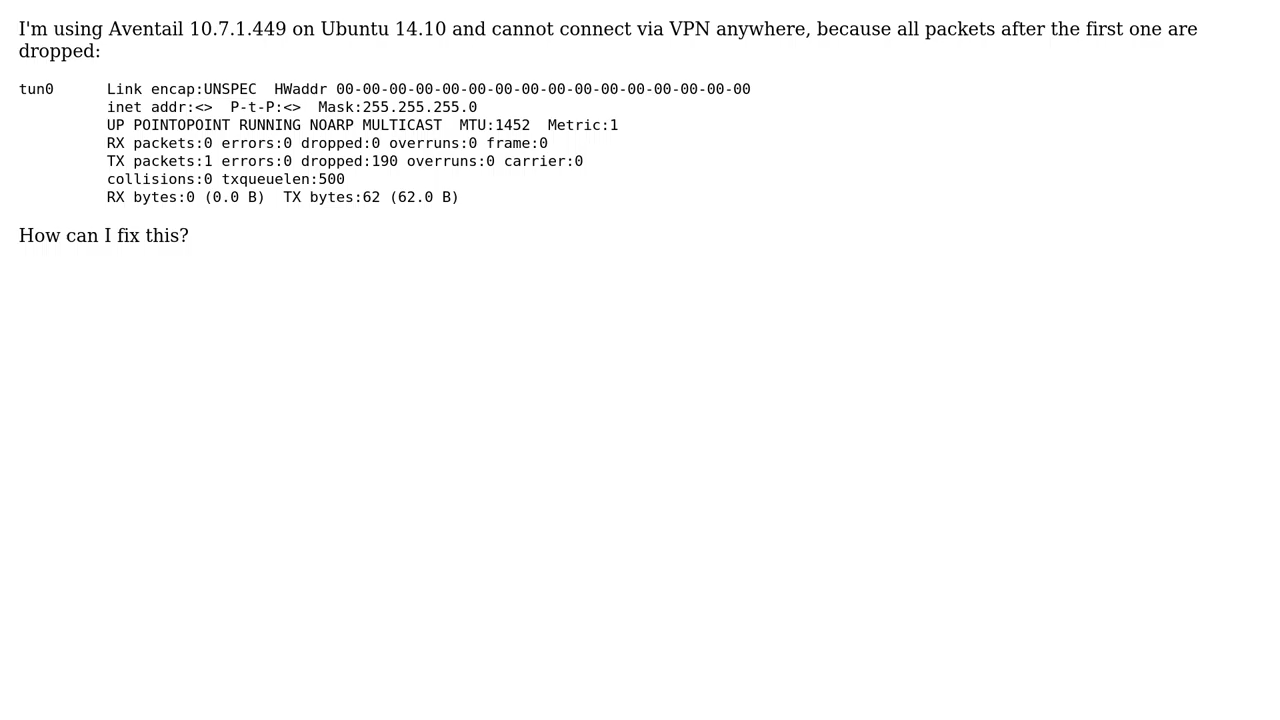 I'm using Aventail 10.7.1.449 on Ubuntu 14.10 and cannot connect via VPN anywhere, because all packets after the first one are
dropped:
tun0      Link encap:UNSPEC  HWaddr 00-00-00-00-00-00-00-00-00-00-00-00-00-00-00-00
          inet addr:<>  P-t-P:<>  Mask:255.255.255.0
          UP POINTOPOINT RUNNING NOARP MULTICAST  MTU:1452  Metric:1
          RX packets:0 errors:0 dropped:0 overruns:0 frame:0
          TX packets:1 errors:0 dropped:190 overruns:0 carrier:0
          collisions:0 txqueuelen:500
          RX bytes:0 (0.0 B)  TX bytes:62 (62.0 B)
How can I fix this?